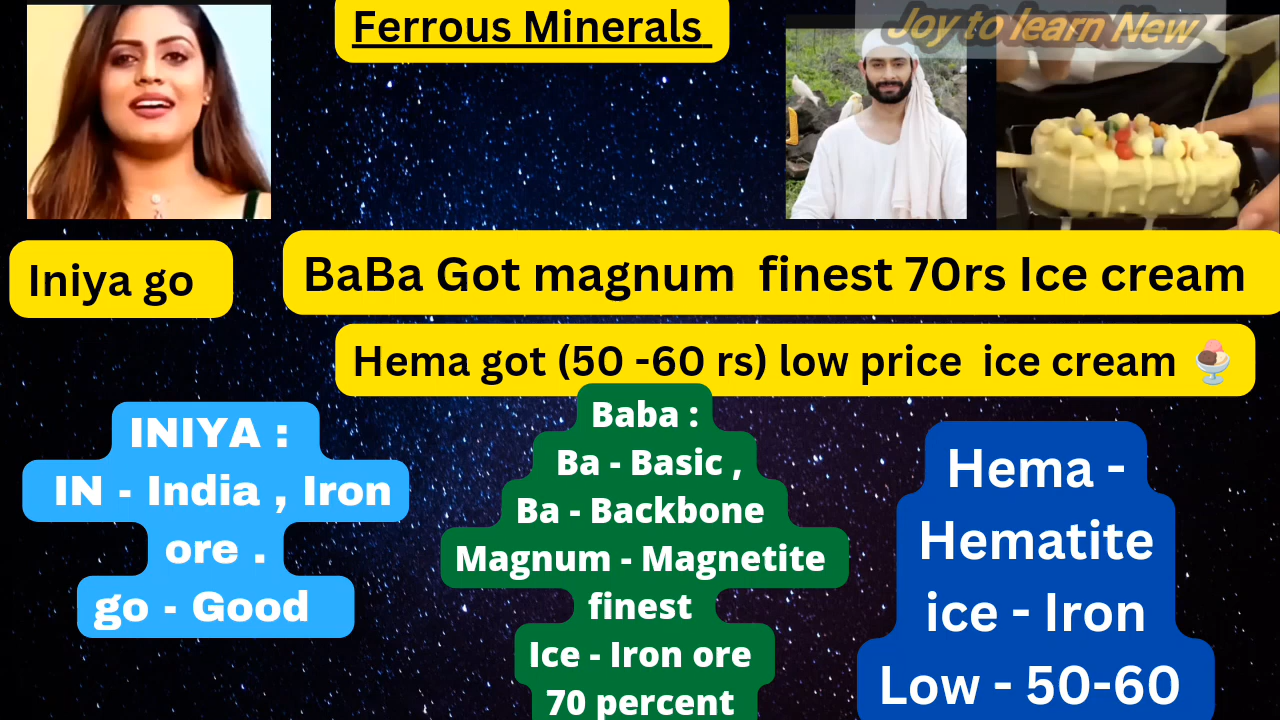 Ferrous Minerals
Joy to learn New
Iniya go
BaBa Got magnum finest 70rs Ice cream
Hema got (50 -60 rs) low price ice cream 🍨
INIYA :
IN - India , Iron
ore .
go - Good
Baba :
Ba - Basic ,
Ba - Backbone
Magnum - Magnetite
finest
Ice - Iron ore
70 percent
Hema -
Hematite
ice - Iron
Low - 50-60